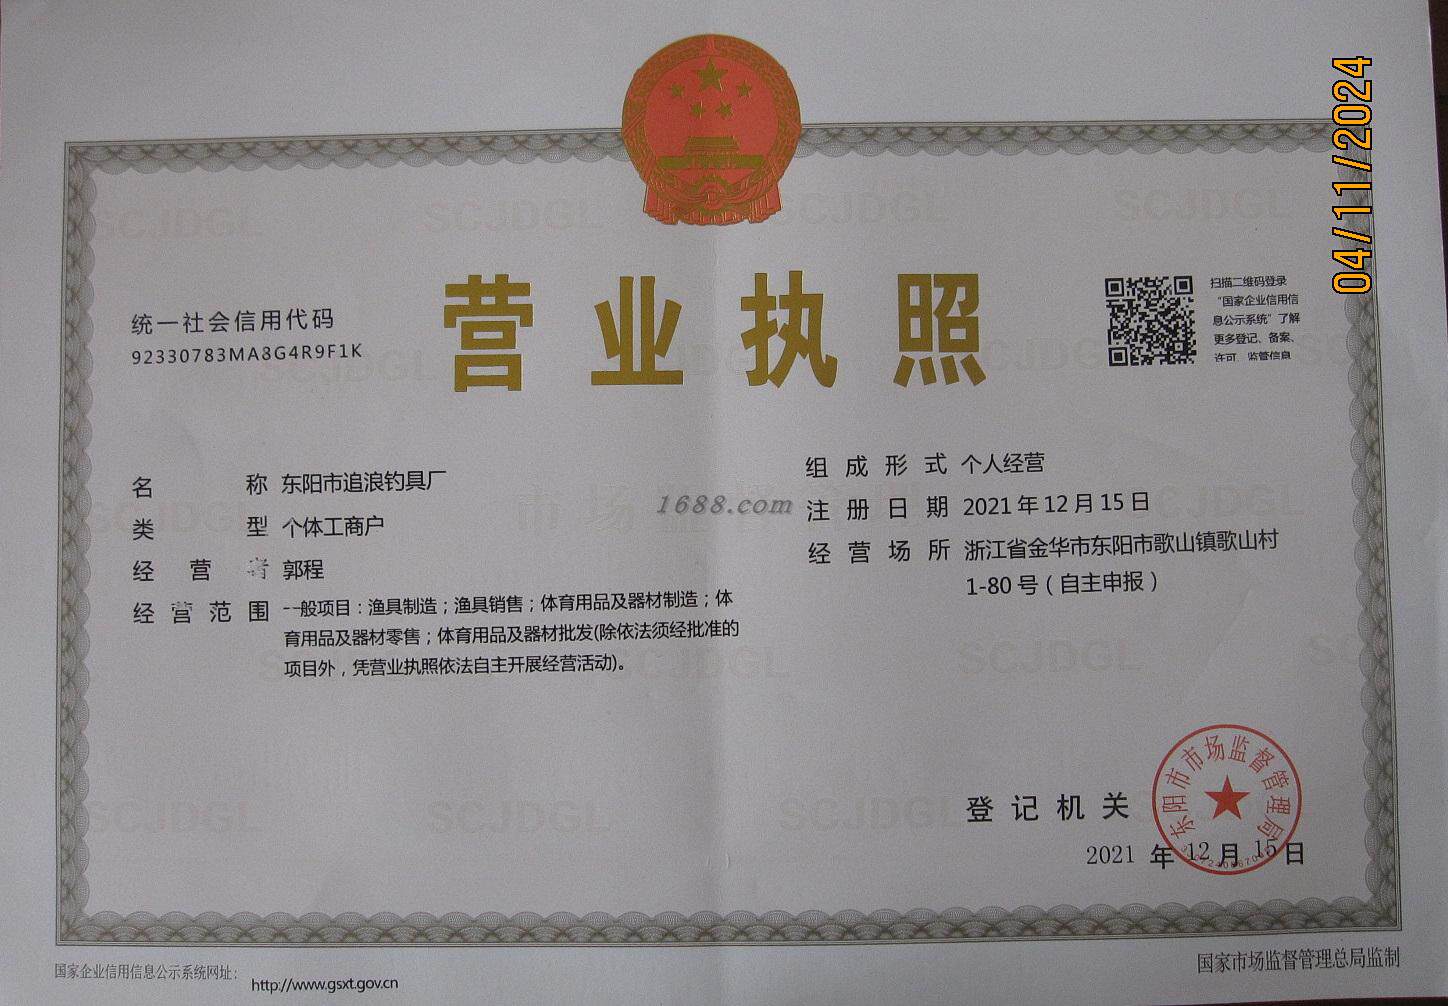 04/11/2024
营业执照
统一社会信用代码
92330783MA8G4R9F1K
扫描二维码登录
“国家企业信用信
息公示系统”了解
更多登记、备案、
许可、监管信息
名 称 东阳市追浪钓具厂
类 型 个体工商户
经 营 者 郭程
经 营 范 围 一般项目：渔具制造；渔具销售；体育用品及器材制造；体
育用品及器材零售；体育用品及器材批发(除依法须经批准的
项目外，凭营业执照依法自主开展经营活动)。
组 成 形 式 个人经营
注 册 日 期 2021年12月15日
经 营 场 所 浙江省金华市东阳市歌山镇歌山村
1-80号（自主申报）
1688.com
登 记 机 关
东阳市市场监督管理局
2021 年 12 月 15 日
国家企业信用信息公示系统网址：
http://www.gsxt.gov.cn
国家市场监督管理总局监制
SCJDGL